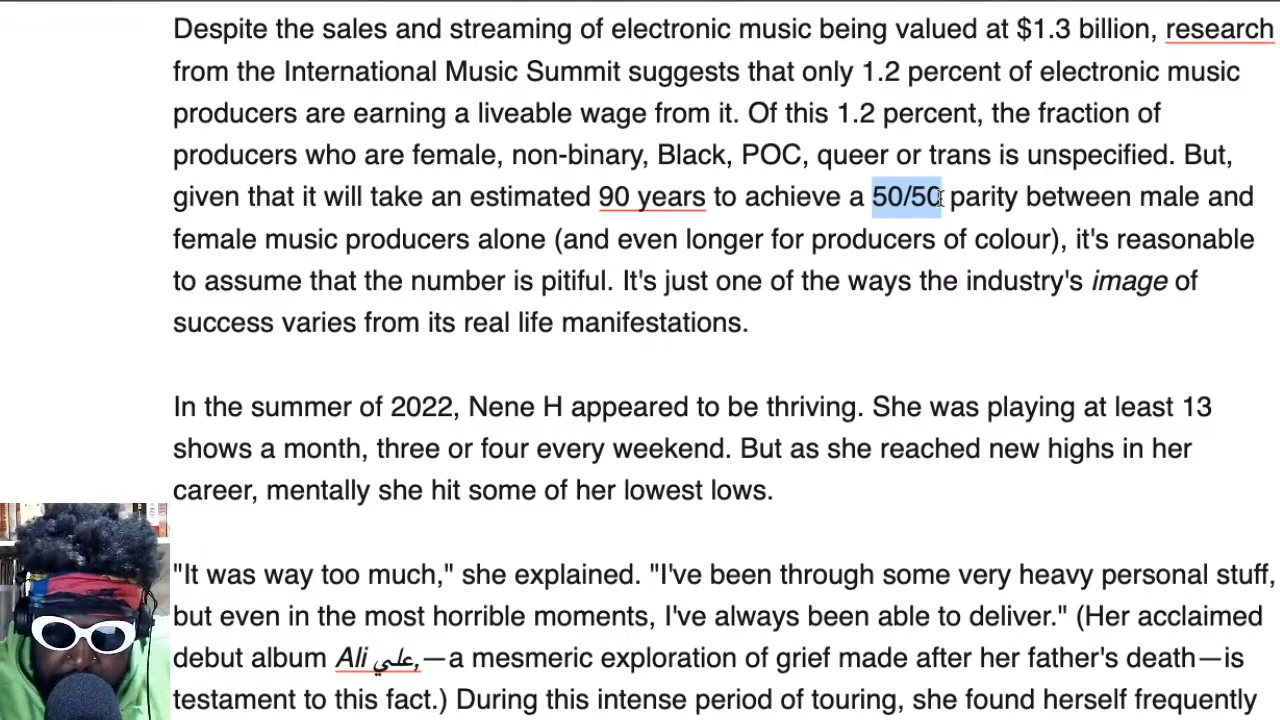 Despite the sales and streaming of electronic music being valued at $1.3 billion, research
from the International Music Summit suggests that only 1.2 percent of electronic music
producers are earning a liveable wage from it. Of this 1.2 percent, the fraction of
producers who are female, non-binary, Black, POC, queer or trans is unspecified. But,
given that it will take an estimated 90 years to achieve a 50/50 parity between male and
female music producers alone (and even longer for producers of colour), it's reasonable
to assume that the number is pitiful. It's just one of the ways the industry's image of
success varies from its real life manifestations.
In the summer of 2022, Nene H appeared to be thriving. She was playing at least 13
shows a month, three or four every weekend. But as she reached new highs in her
career, mentally she hit some of her lowest lows.
"It was way too much," she explained. "I've been through some very heavy personal stuff,
but even in the most horrible moments, I've always been able to deliver." (Her acclaimed
debut album Ali علي,—a mesmeric exploration of grief made after her father's death—is
testament to this fact.) During this intense period of touring, she found herself frequently